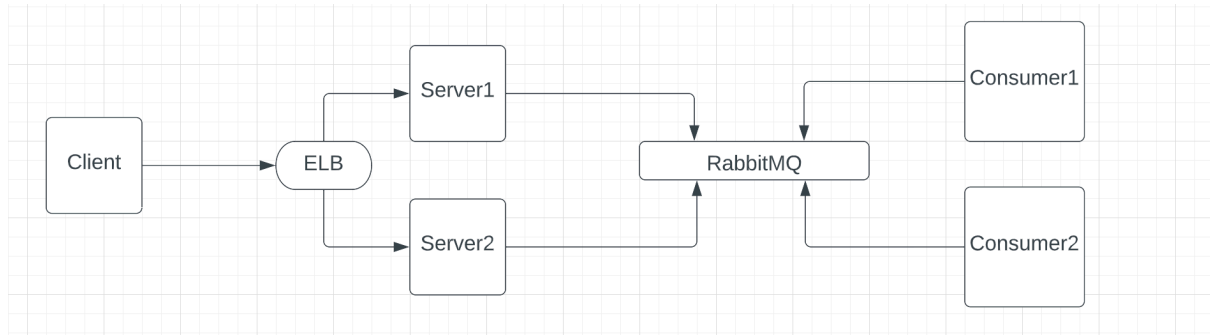 Client
ELB
Server1
Server2
RabbitMQ
Consumer1
Consumer2